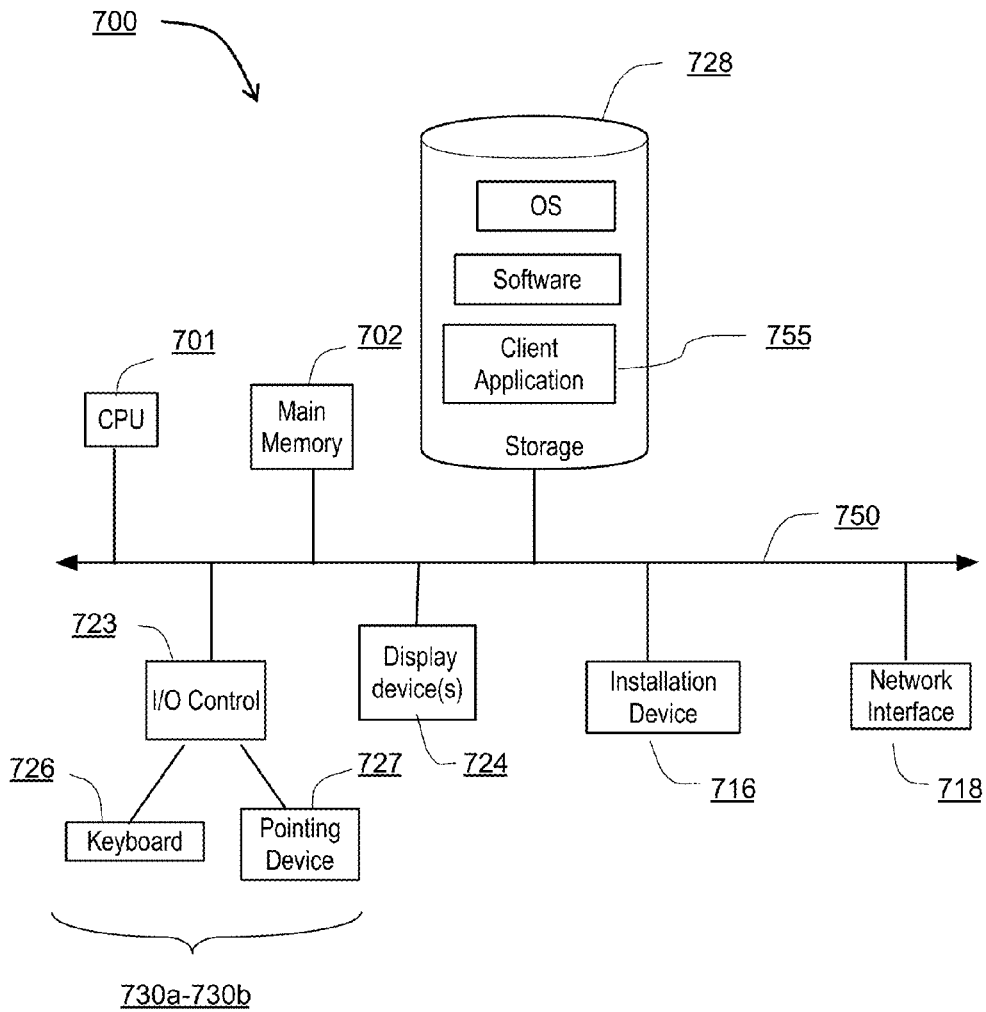 700
728
OS
Software
Client
Application
755
Storage
701
CPU
702
Main
Memory
750
723
I/O Control
Display
device(s)
724
Installation
Device
716
Network
Interface
718
726
Keyboard
727
Pointing
Device
730a-730b